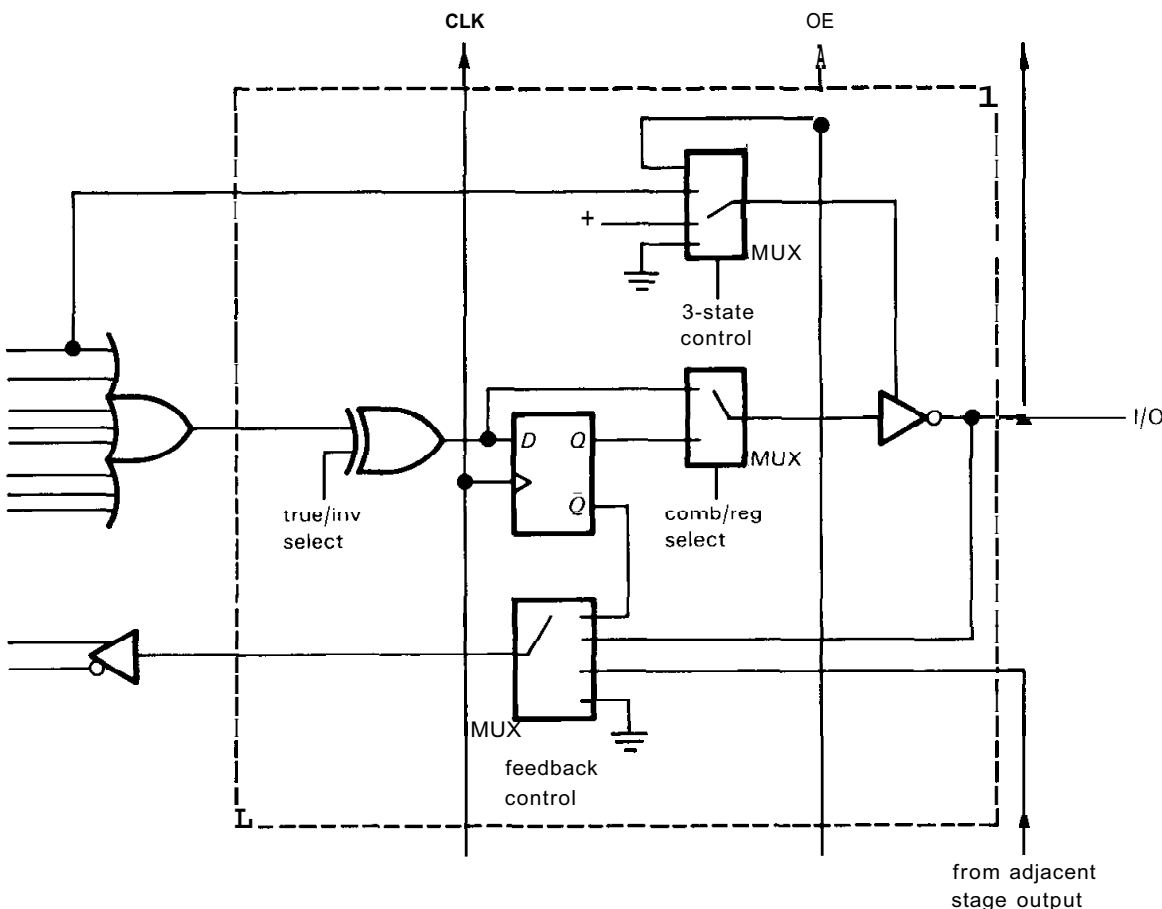 CLK
OE
+
MUX
3-state
control
I/O
D Q
Q̄
MUX
true/inv
select
comb/reg
select
MUX
feedback
control
from adjacent
stage output